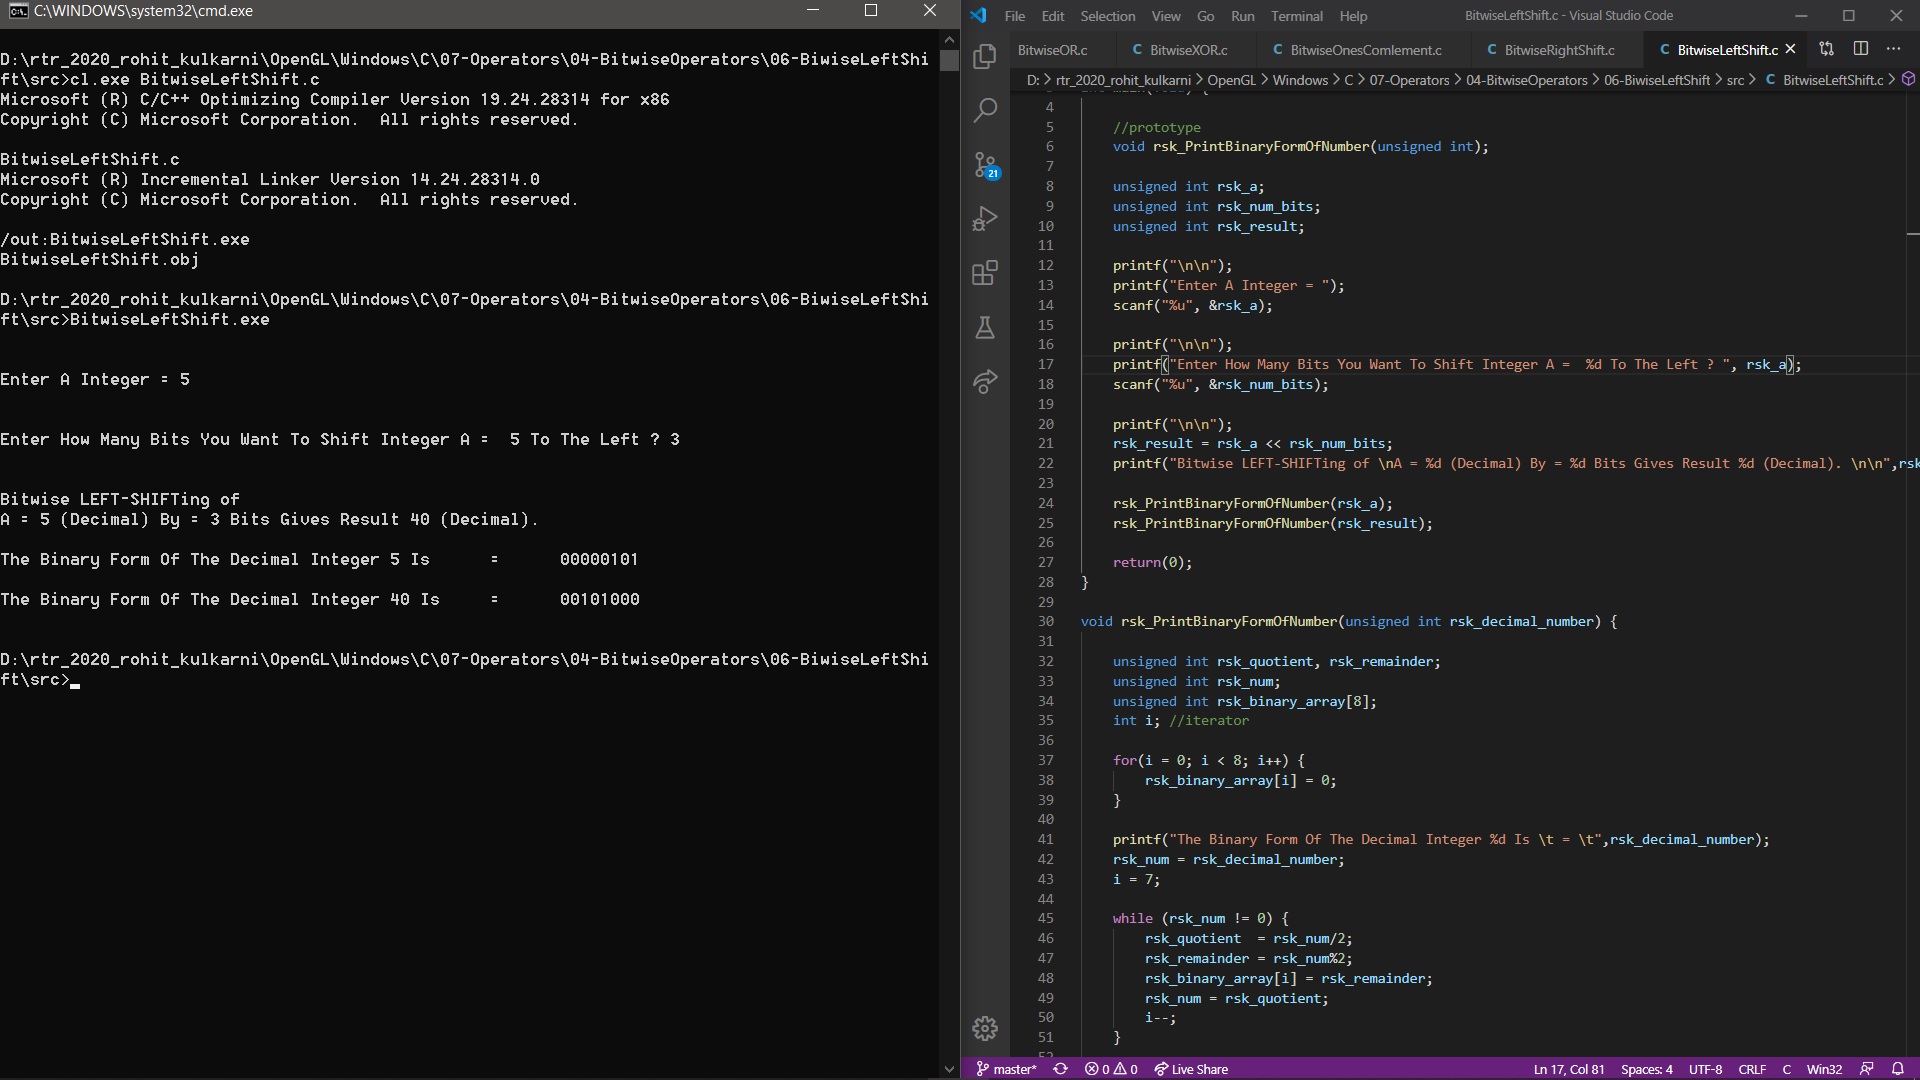 C:\WINDOWS\system32\cmd.exe
D:\rtr_2020_rohit_kulkarni\OpenGL\Windows\C\07-Operators\04-BitwiseOperators\06-BiwiseLeftShi
ft\src>cl.exe BitwiseLeftShift.c
Microsoft (R) C/C++ Optimizing Compiler Version 19.24.28314 for x86
Copyright (C) Microsoft Corporation.  All rights reserved.
BitwiseLeftShift.c
Microsoft (R) Incremental Linker Version 14.24.28314.0
Copyright (C) Microsoft Corporation.  All rights reserved.
/out:BitwiseLeftShift.exe
BitwiseLeftShift.obj
D:\rtr_2020_rohit_kulkarni\OpenGL\Windows\C\07-Operators\04-BitwiseOperators\06-BiwiseLeftShi
ft\src>BitwiseLeftShift.exe
Enter A Integer = 5
Enter How Many Bits You Want To Shift Integer A =  5 To The Left ? 3
Bitwise LEFT-SHIFTing of
A = 5 (Decimal) By = 3 Bits Gives Result 40 (Decimal).
The Binary Form Of The Decimal Integer 5 Is      =      00000101
The Binary Form Of The Decimal Integer 40 Is     =      00101000
D:\rtr_2020_rohit_kulkarni\OpenGL\Windows\C\07-Operators\04-BitwiseOperators\06-BiwiseLeftShi
ft\src>
File Edit Selection View Go Run Terminal Help BitwiseLeftShift.c - Visual Studio Code
BitwiseOR.c C BitwiseXOR.c C BitwiseOnesComlement.c C BitwiseRightShift.c C BitwiseLeftShift.c
D: > rtr_2020_rohit_kulkarni > OpenGL > Windows > C > 07-Operators > 04-BitwiseOperators > 06-BiwiseLeftShift > src > C BitwiseLeftShift.c >
21
4
5 //prototype
6 void rsk_PrintBinaryFormOfNumber(unsigned int);
7
8 unsigned int rsk_a;
9 unsigned int rsk_num_bits;
10 unsigned int rsk_result;
11
12 printf("\n\n");
13 printf("Enter A Integer = ");
14 scanf("%u", &rsk_a);
15
16 printf("\n\n");
17 printf("Enter How Many Bits You Want To Shift Integer A =  %d To The Left ? ", rsk_a);
18 scanf("%u", &rsk_num_bits);
19
20 printf("\n\n");
21 rsk_result = rsk_a << rsk_num_bits;
22 printf("Bitwise LEFT-SHIFTing of \nA = %d (Decimal) By = %d Bits Gives Result %d (Decimal). \n\n",rsk
23
24 rsk_PrintBinaryFormOfNumber(rsk_a);
25 rsk_PrintBinaryFormOfNumber(rsk_result);
26
27 return(0);
28 }
29
30 void rsk_PrintBinaryFormOfNumber(unsigned int rsk_decimal_number) {
31
32 unsigned int rsk_quotient, rsk_remainder;
33 unsigned int rsk_num;
34 unsigned int rsk_binary_array[8];
35 int i; //iterator
36
37 for(i = 0; i < 8; i++) {
38 rsk_binary_array[i] = 0;
39 }
40
41 printf("The Binary Form Of The Decimal Integer %d Is \t = \t",rsk_decimal_number);
42 rsk_num = rsk_decimal_number;
43 i = 7;
44
45 while (rsk_num != 0) {
46 rsk_quotient  = rsk_num/2;
47 rsk_remainder = rsk_num%2;
48 rsk_binary_array[i] = rsk_remainder;
49 rsk_num = rsk_quotient;
50 i--;
51 }
master* 0 0 Live Share Ln 17, Col 81 Spaces: 4 UTF-8 CRLF C Win32